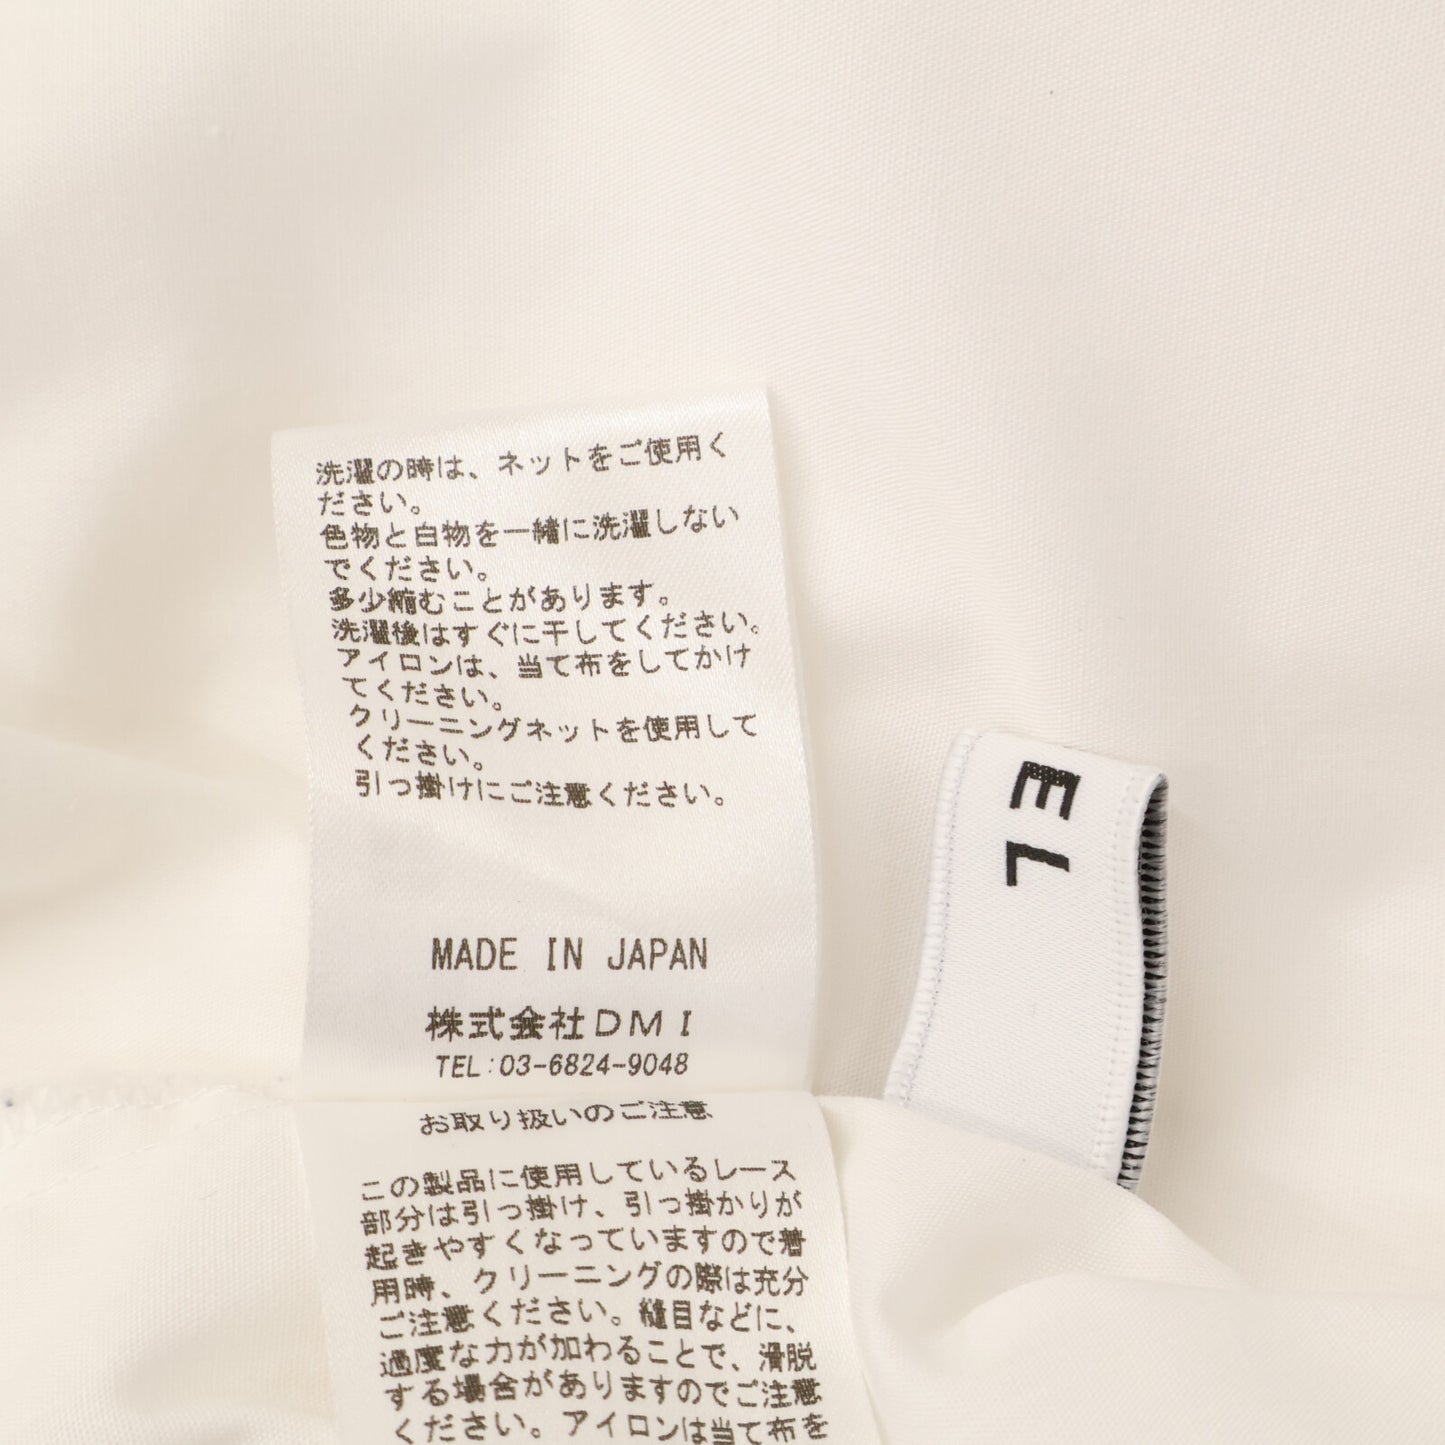 洗濯の時は、ネットをご使用く
ださい。
色物と白物を一緒に洗濯しない
でください。
多少縮むことがあります。
洗濯後はすぐに干してください。
アイロンは、当て布をしてかけ
てください。
クリーニングネットを使用して
ください。
引っ掛けにご注意ください。
MADE IN JAPAN
株式会社DMI
TEL:03-6824-9048
お取り扱いのご注意
この製品に使用しているレース
部分は引っ掛け、引っ掛かりが
起きやすくなっていますので着
用時、クリーニングの際は充分
ご注意ください。縫目などに、
過度な力が加わることで、滑脱
する場合がありますのでご注意
ください。アイロンは当て布を
EL